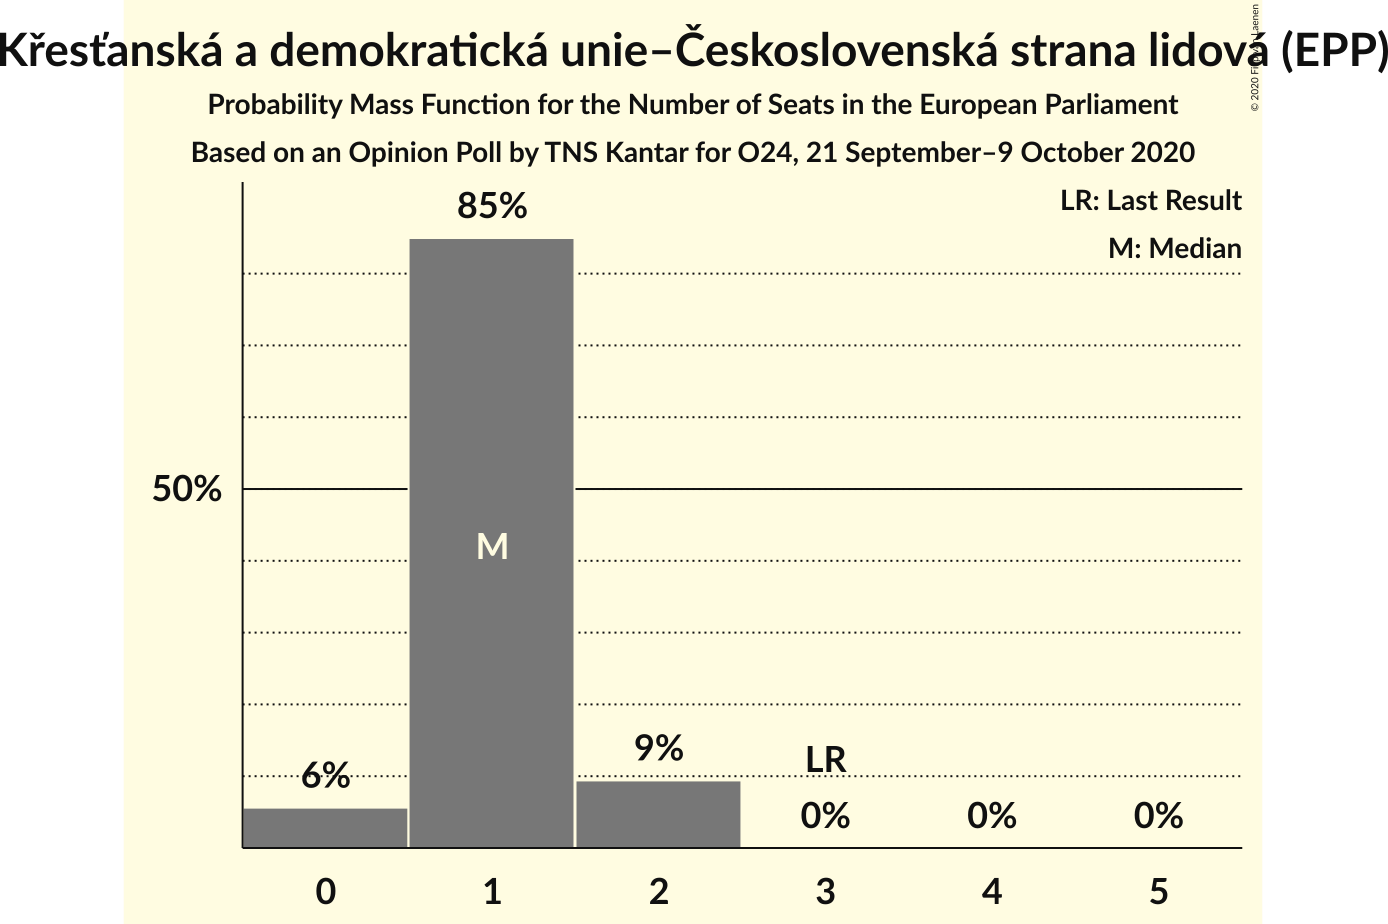 Křesťanská a demokratická unie–Československá strana lidová (EPP)
Probability Mass Function for the Number of Seats in the European Parliament
Based on an Opinion Poll by TNS Kantar for O24, 21 September–9 October 2020
© 2020 Laenen
LR: Last Result
M: Median
85%
50%
M
6%
9%
LR
0%
0%
0%
0 1 2 3 4 5